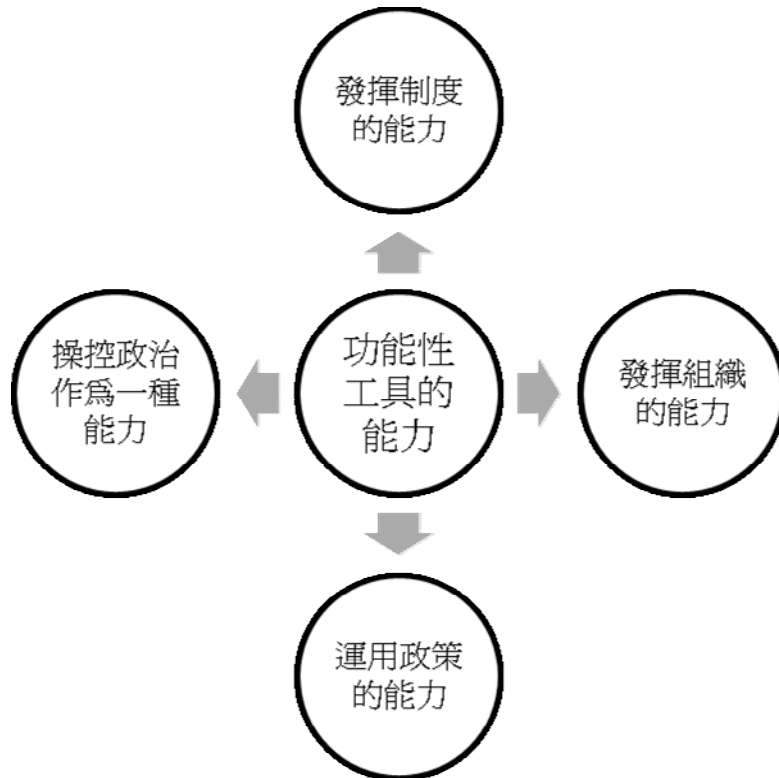 發揮制度
的能力
操控政治
作爲一種
能力
功能性
工具的
能力
發揮組織
的能力
運用政策
的能力